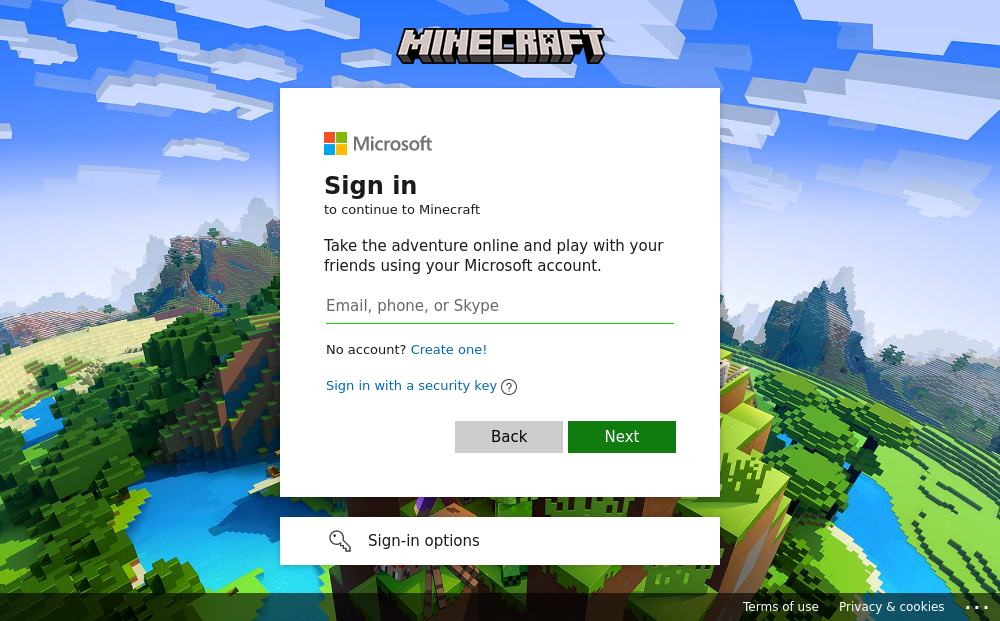 MINECRAFT
Microsoft
Sign in
to continue to Minecraft
Take the adventure online and play with your
friends using your Microsoft account.
Email, phone, or Skype
No account? Create one!
Sign in with a security key ?
Back Next
Sign-in options
Terms of use Privacy & cookies ...